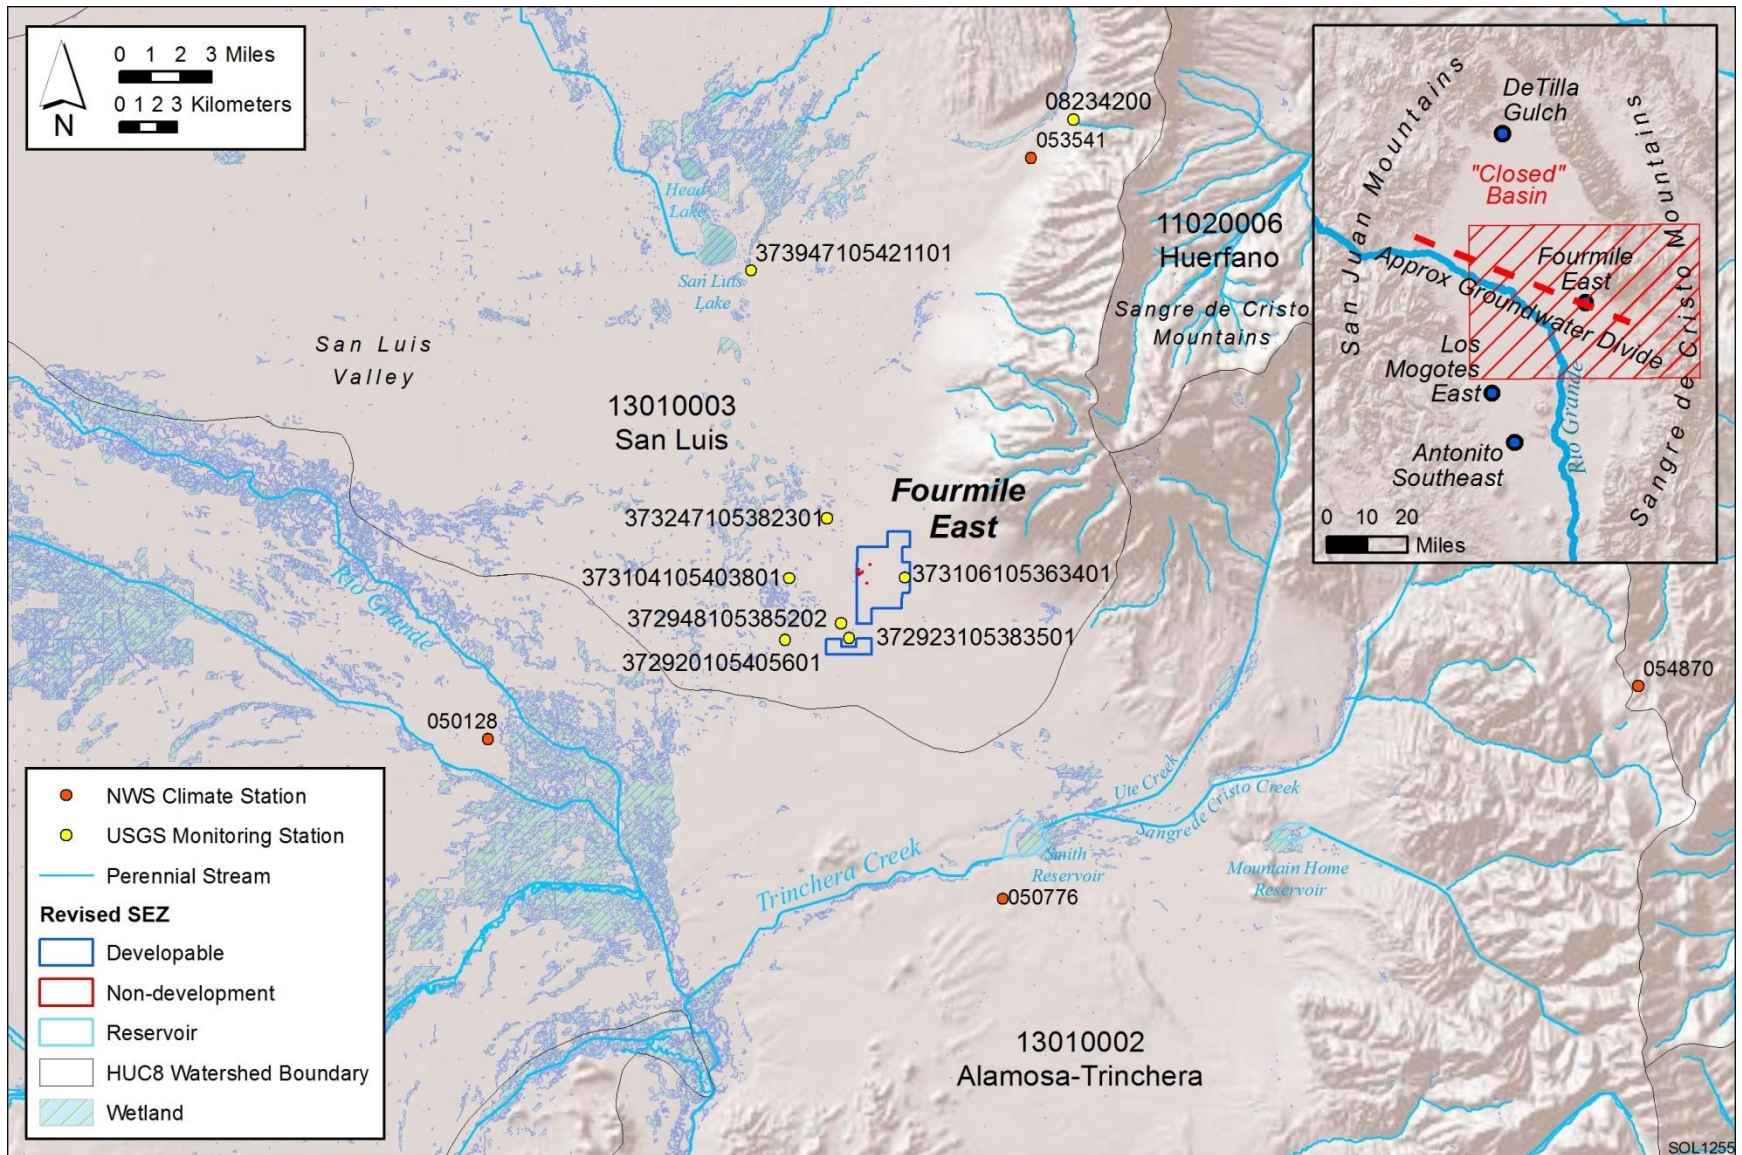 0 1 2 3 Miles
0 1 2 3 Kilometers
N
08234200
053541
Head
Lake
11020006
Huerfano
373947105421101
San Luis
Lake
Sangre de Cristo
Mountains
San Luis
Valley
13010003
San Luis
Fourmile
East
373247105382301
373104105403801
373106105363401
Rio Grande
372948105385202
372923105383501
372920105405601
054870
050128
Ute Creek
Sangre de Cristo Creek
Trinchera Creek
Smith
Reservoir
Mountain Home
Reservoir
050776
13010002
Alamosa-Trinchera
San Juan Mountains
DeTilla
Gulch
Sangre de Cristo Mountains
"Closed"
Basin
Fourmile
East
Approx Groundwater Divide
Los
Mogotes
East
Rio Grande
Antonito
Southeast
0 10 20
Miles
NWS Climate Station
USGS Monitoring Station
Perennial Stream
Revised SEZ
Developable
Non-development
Reservoir
HUC8 Watershed Boundary
Wetland
SOL1255